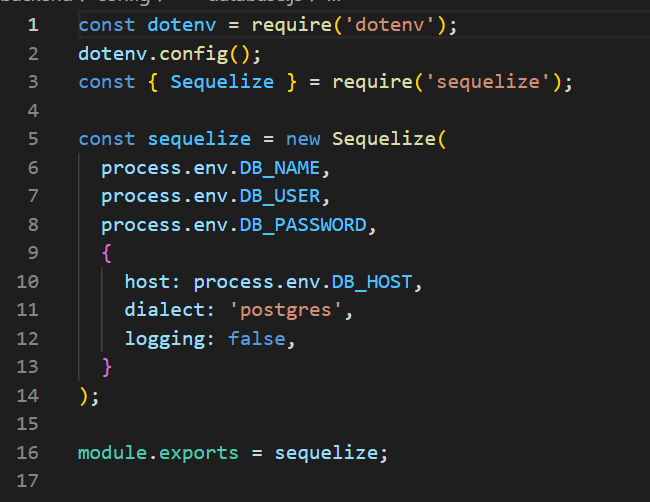 1 const dotenv = require('dotenv');
2 dotenv.config();
3 const { Sequelize } = require('sequelize');
4
5 const sequelize = new Sequelize(
6   process.env.DB_NAME,
7   process.env.DB_USER,
8   process.env.DB_PASSWORD,
9   {
10     host: process.env.DB_HOST,
11     dialect: 'postgres',
12     logging: false,
13   }
14 );
15
16 module.exports = sequelize;
17